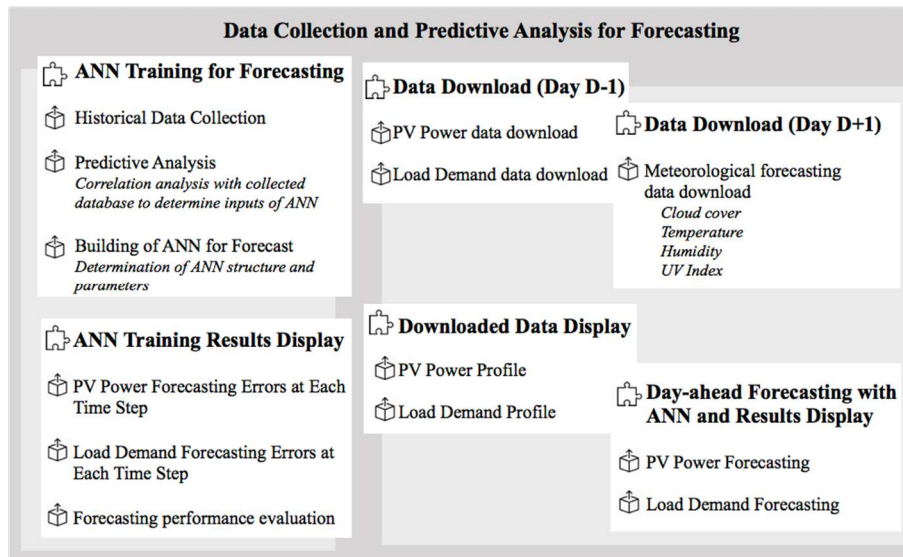 Data Collection and Predictive Analysis for Forecasting
ANN Training for Forecasting
Historical Data Collection
Predictive Analysis
Correlation analysis with collected
database to determine inputs of ANN
Building of ANN for Forecast
Determination of ANN structure and
parameters
Data Download (Day D-1)
PV Power data download
Load Demand data download
Data Download (Day D+1)
Meteorological forecasting
data download
Cloud cover
Temperature
Humidity
UV Index
ANN Training Results Display
PV Power Forecasting Errors at Each
Time Step
Load Demand Forecasting Errors at
Each Time Step
Forecasting performance evaluation
Downloaded Data Display
PV Power Profile
Load Demand Profile
Day-ahead Forecasting with
ANN and Results Display
PV Power Forecasting
Load Demand Forecasting